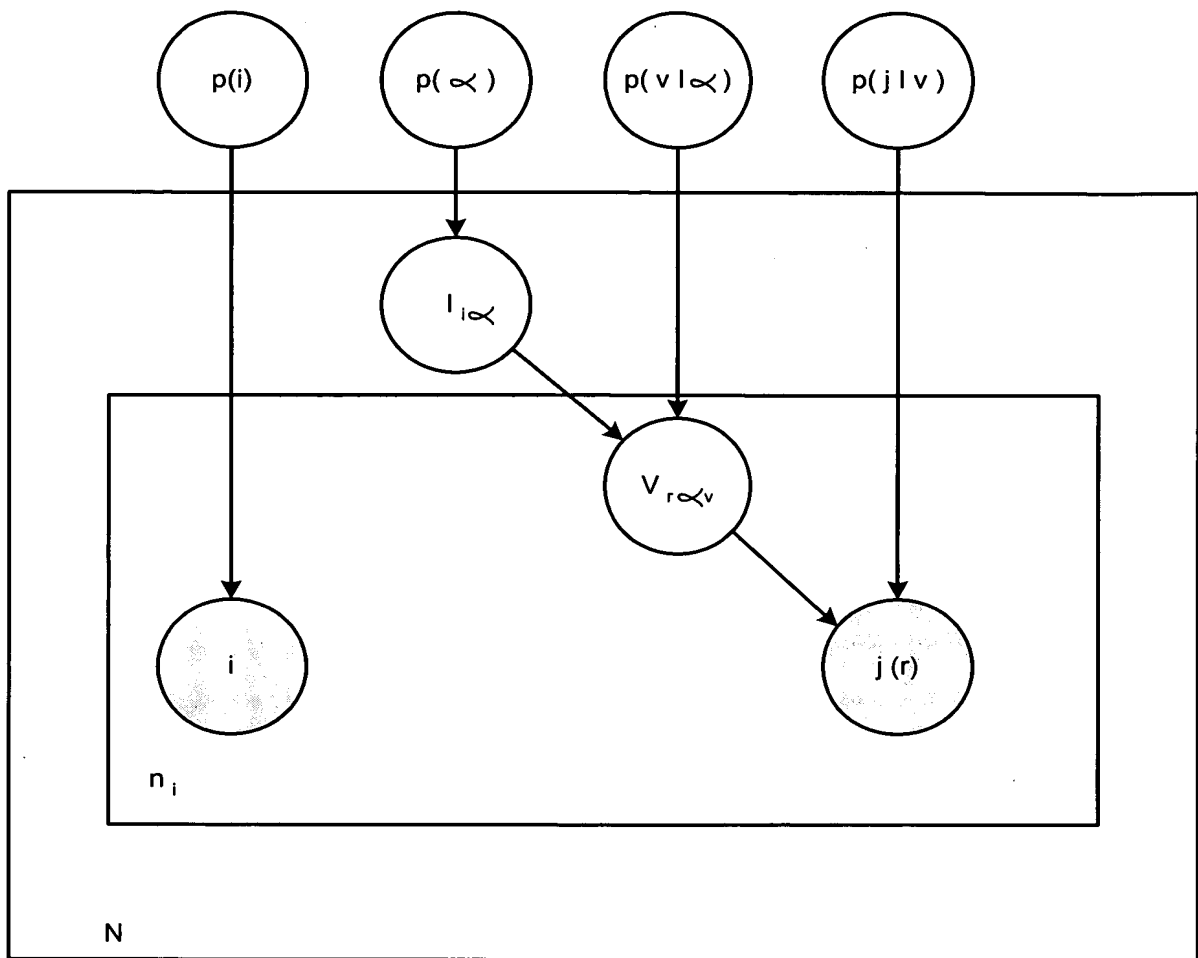 p(i) p(∝) p(v|∝) p(j|v)
I i∝
V r∝v
i j(r)
n i
N